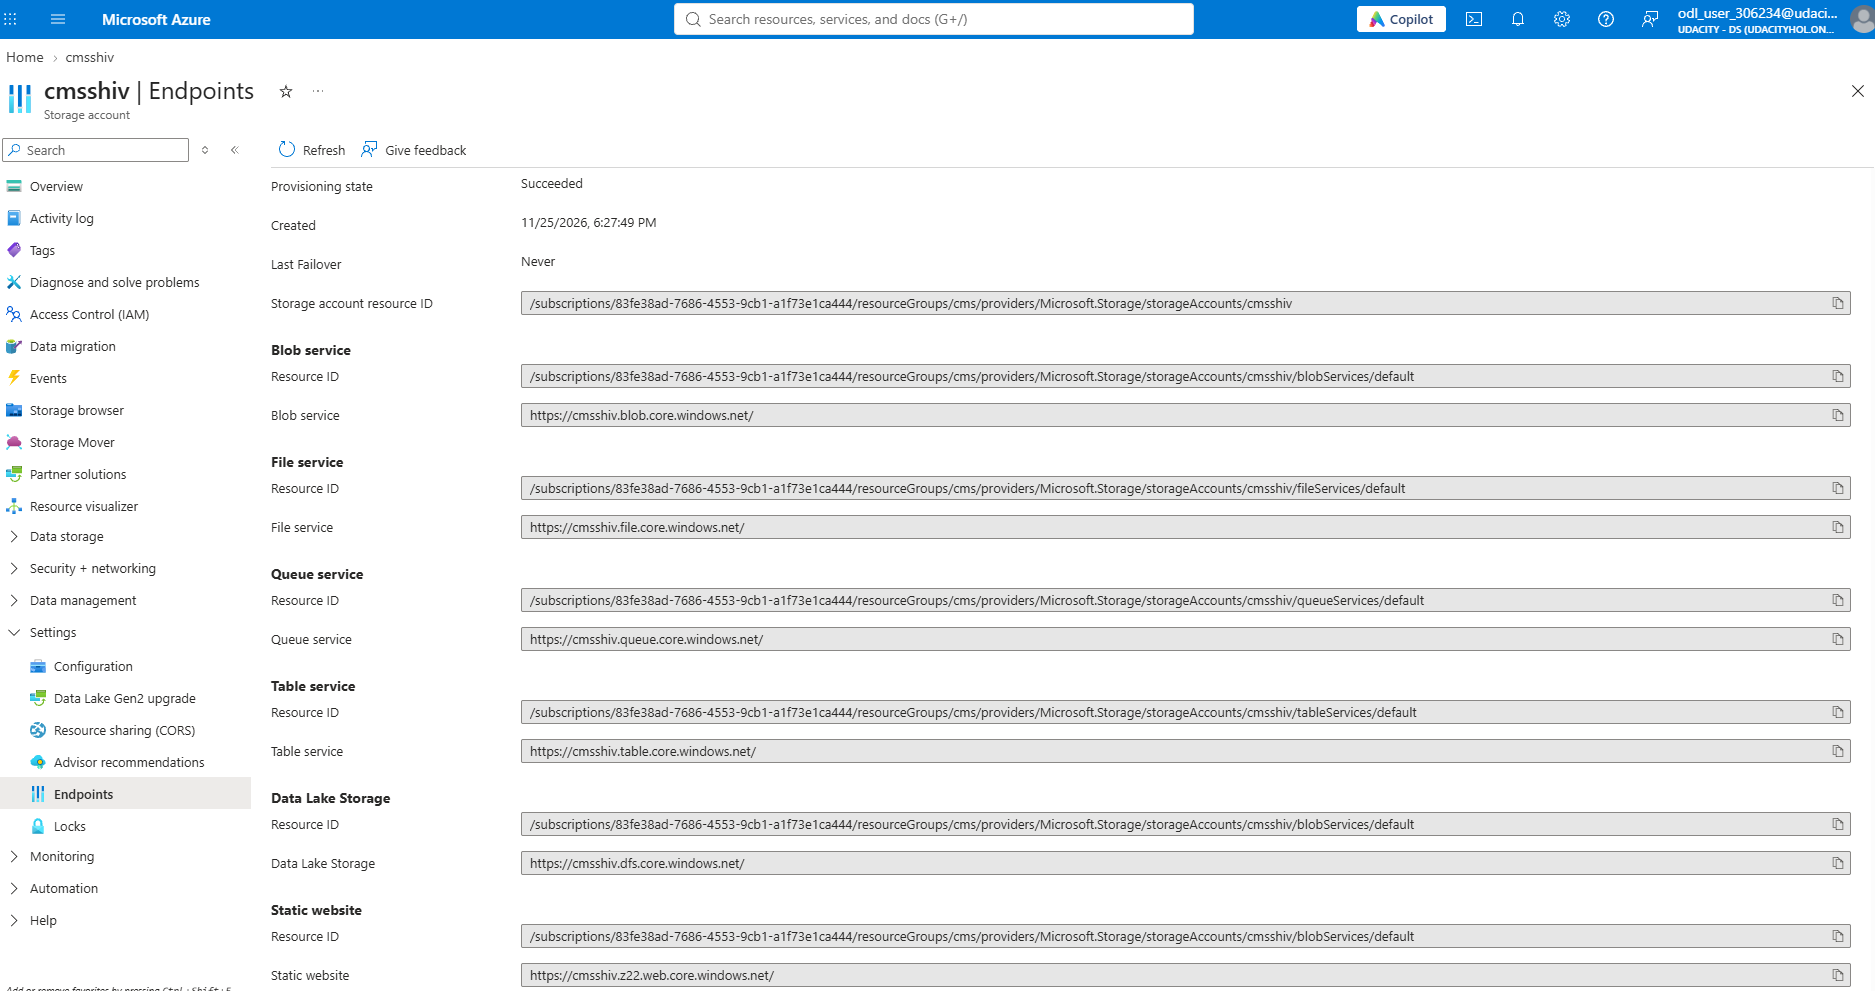 Microsoft Azure
Search resources, services, and docs (G+/)
Copilot
odl_user_306234@udaci...
UDACITY - DS (UDACITYHOL.ON...
Home > cmsshiv
cmsshiv | Endpoints
Storage account
Search
Refresh
Give feedback
Overview
Activity log
Tags
Diagnose and solve problems
Access Control (IAM)
Data migration
Events
Storage browser
Storage Mover
Partner solutions
Resource visualizer
Data storage
Security + networking
Data management
Settings
Configuration
Data Lake Gen2 upgrade
Resource sharing (CORS)
Advisor recommendations
Endpoints
Locks
Monitoring
Automation
Help
Add or remove favorites by pressing Ctrl+Shift+F
Provisioning state Succeeded
Created 11/25/2026, 6:27:49 PM
Last Failover Never
Storage account resource ID /subscriptions/83fe38ad-7686-4553-9cb1-a1f73e1ca444/resourceGroups/cms/providers/Microsoft.Storage/storageAccounts/cmsshiv
Blob service
Resource ID /subscriptions/83fe38ad-7686-4553-9cb1-a1f73e1ca444/resourceGroups/cms/providers/Microsoft.Storage/storageAccounts/cmsshiv/blobServices/default
Blob service https://cmsshiv.blob.core.windows.net/
File service
Resource ID /subscriptions/83fe38ad-7686-4553-9cb1-a1f73e1ca444/resourceGroups/cms/providers/Microsoft.Storage/storageAccounts/cmsshiv/fileServices/default
File service https://cmsshiv.file.core.windows.net/
Queue service
Resource ID /subscriptions/83fe38ad-7686-4553-9cb1-a1f73e1ca444/resourceGroups/cms/providers/Microsoft.Storage/storageAccounts/cmsshiv/queueServices/default
Queue service https://cmsshiv.queue.core.windows.net/
Table service
Resource ID /subscriptions/83fe38ad-7686-4553-9cb1-a1f73e1ca444/resourceGroups/cms/providers/Microsoft.Storage/storageAccounts/cmsshiv/tableServices/default
Table service https://cmsshiv.table.core.windows.net/
Data Lake Storage
Resource ID /subscriptions/83fe38ad-7686-4553-9cb1-a1f73e1ca444/resourceGroups/cms/providers/Microsoft.Storage/storageAccounts/cmsshiv/blobServices/default
Data Lake Storage https://cmsshiv.dfs.core.windows.net/
Static website
Resource ID /subscriptions/83fe38ad-7686-4553-9cb1-a1f73e1ca444/resourceGroups/cms/providers/Microsoft.Storage/storageAccounts/cmsshiv/blobServices/default
Static website https://cmsshiv.z22.web.core.windows.net/